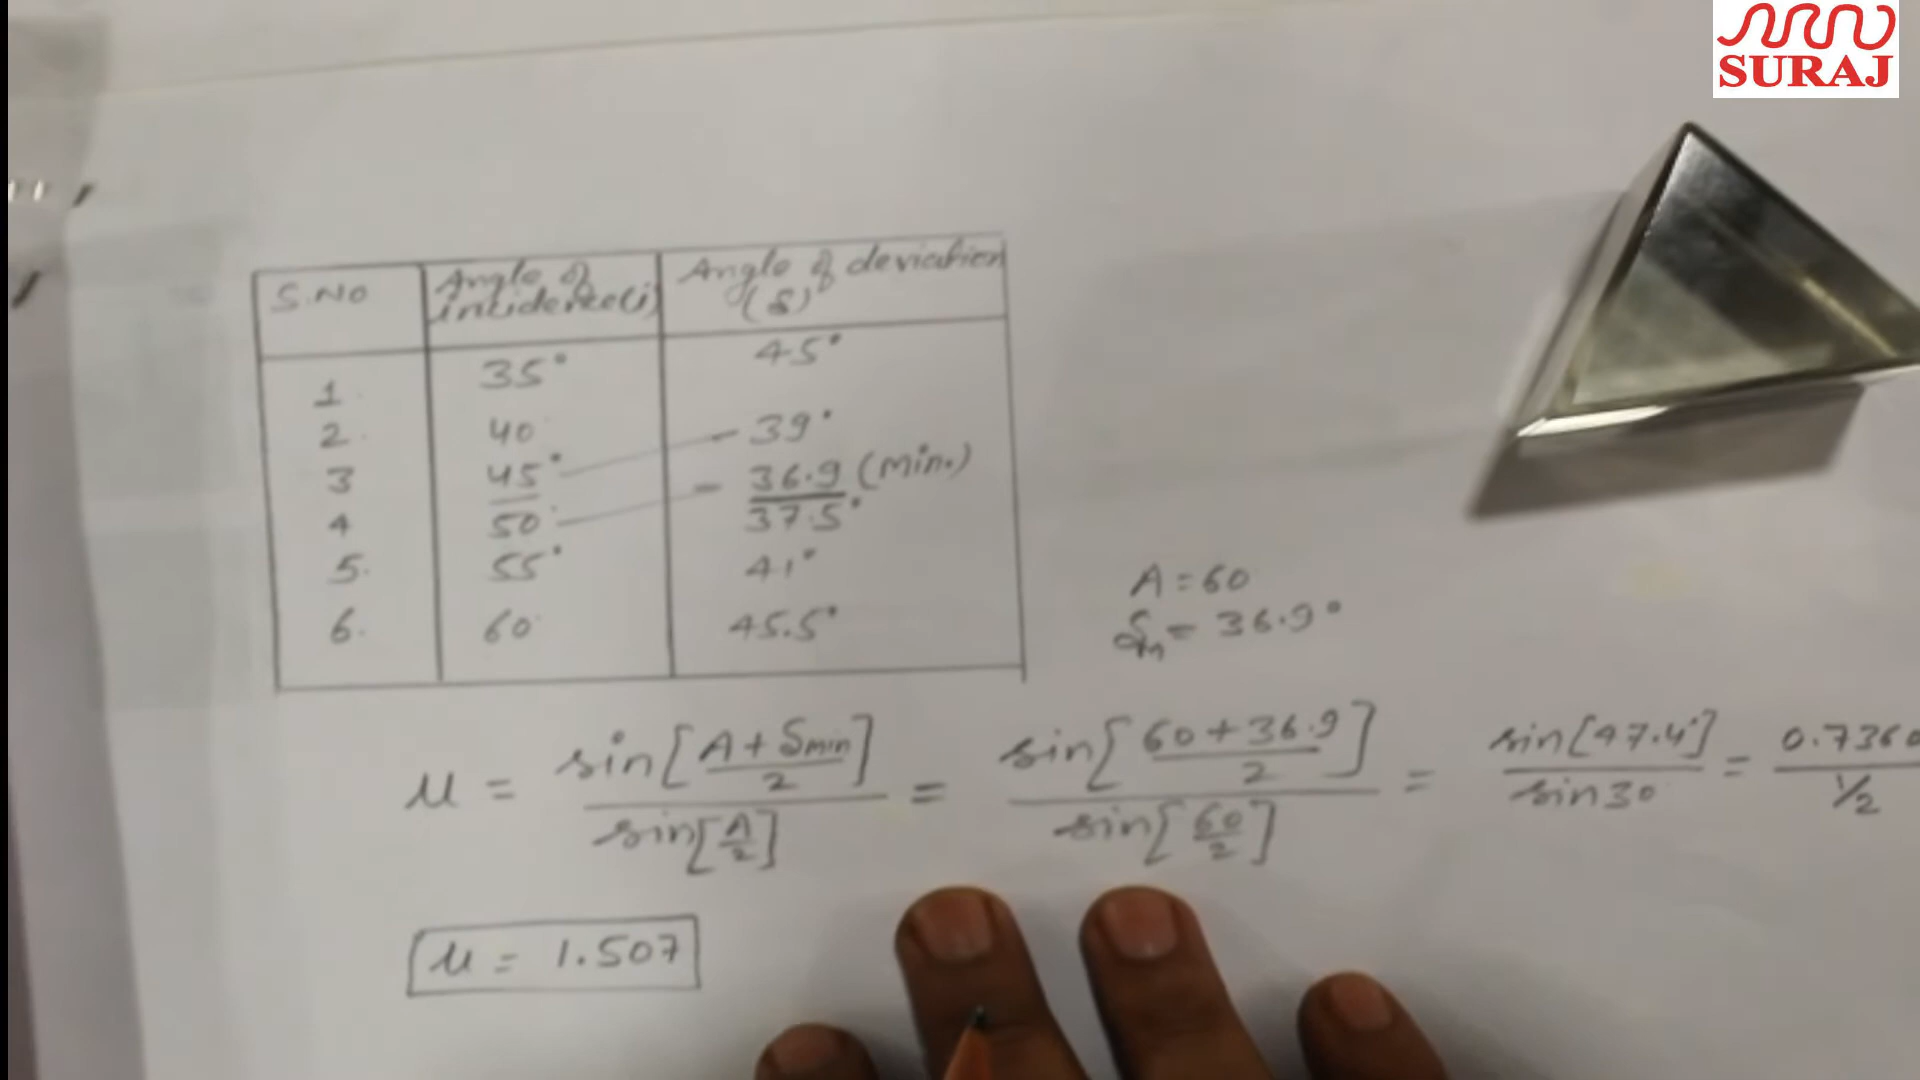 SURAJ
S.No Angle of incidence(i) Angle of deviation (δ)
1. 35° 45°
2. 40 39°
3 45° 36.9 (min.)
4 50 37.5°
5. 55° 41°
6. 60 45.5°
A = 60
δm = 36.9°
μ = sin[A + δmin / 2] / sin[A/2] = sin[60 + 36.9 / 2] / sin[60/2] = sin[47.4°] / sin30 = 0.7360 / ½
μ = 1.507